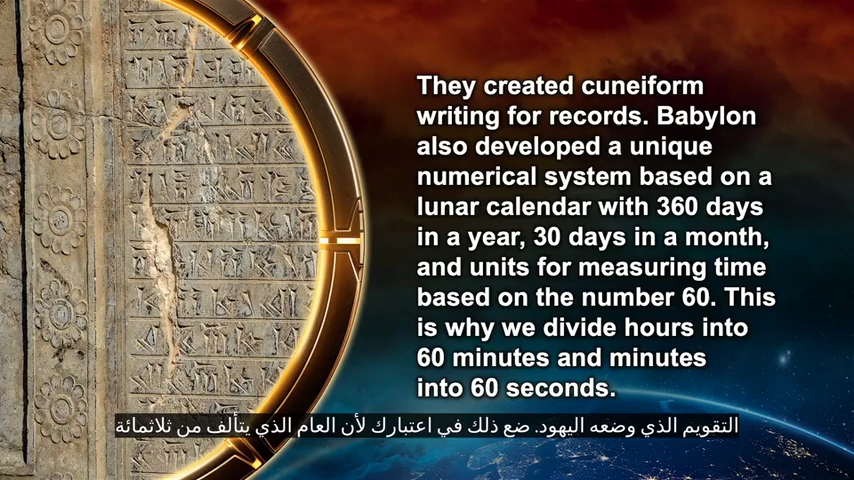 They created cuneiform
writing for records. Babylon
also developed a unique
numerical system based on a
lunar calendar with 360 days
in a year, 30 days in a month,
and units for measuring time
based on the number 60. This
is why we divide hours into
60 minutes and minutes
into 60 seconds.
التقويم الذي وضعه اليهود. ضع ذلك في اعتبارك لأن العام الذي يتألف من ثلاثمائة